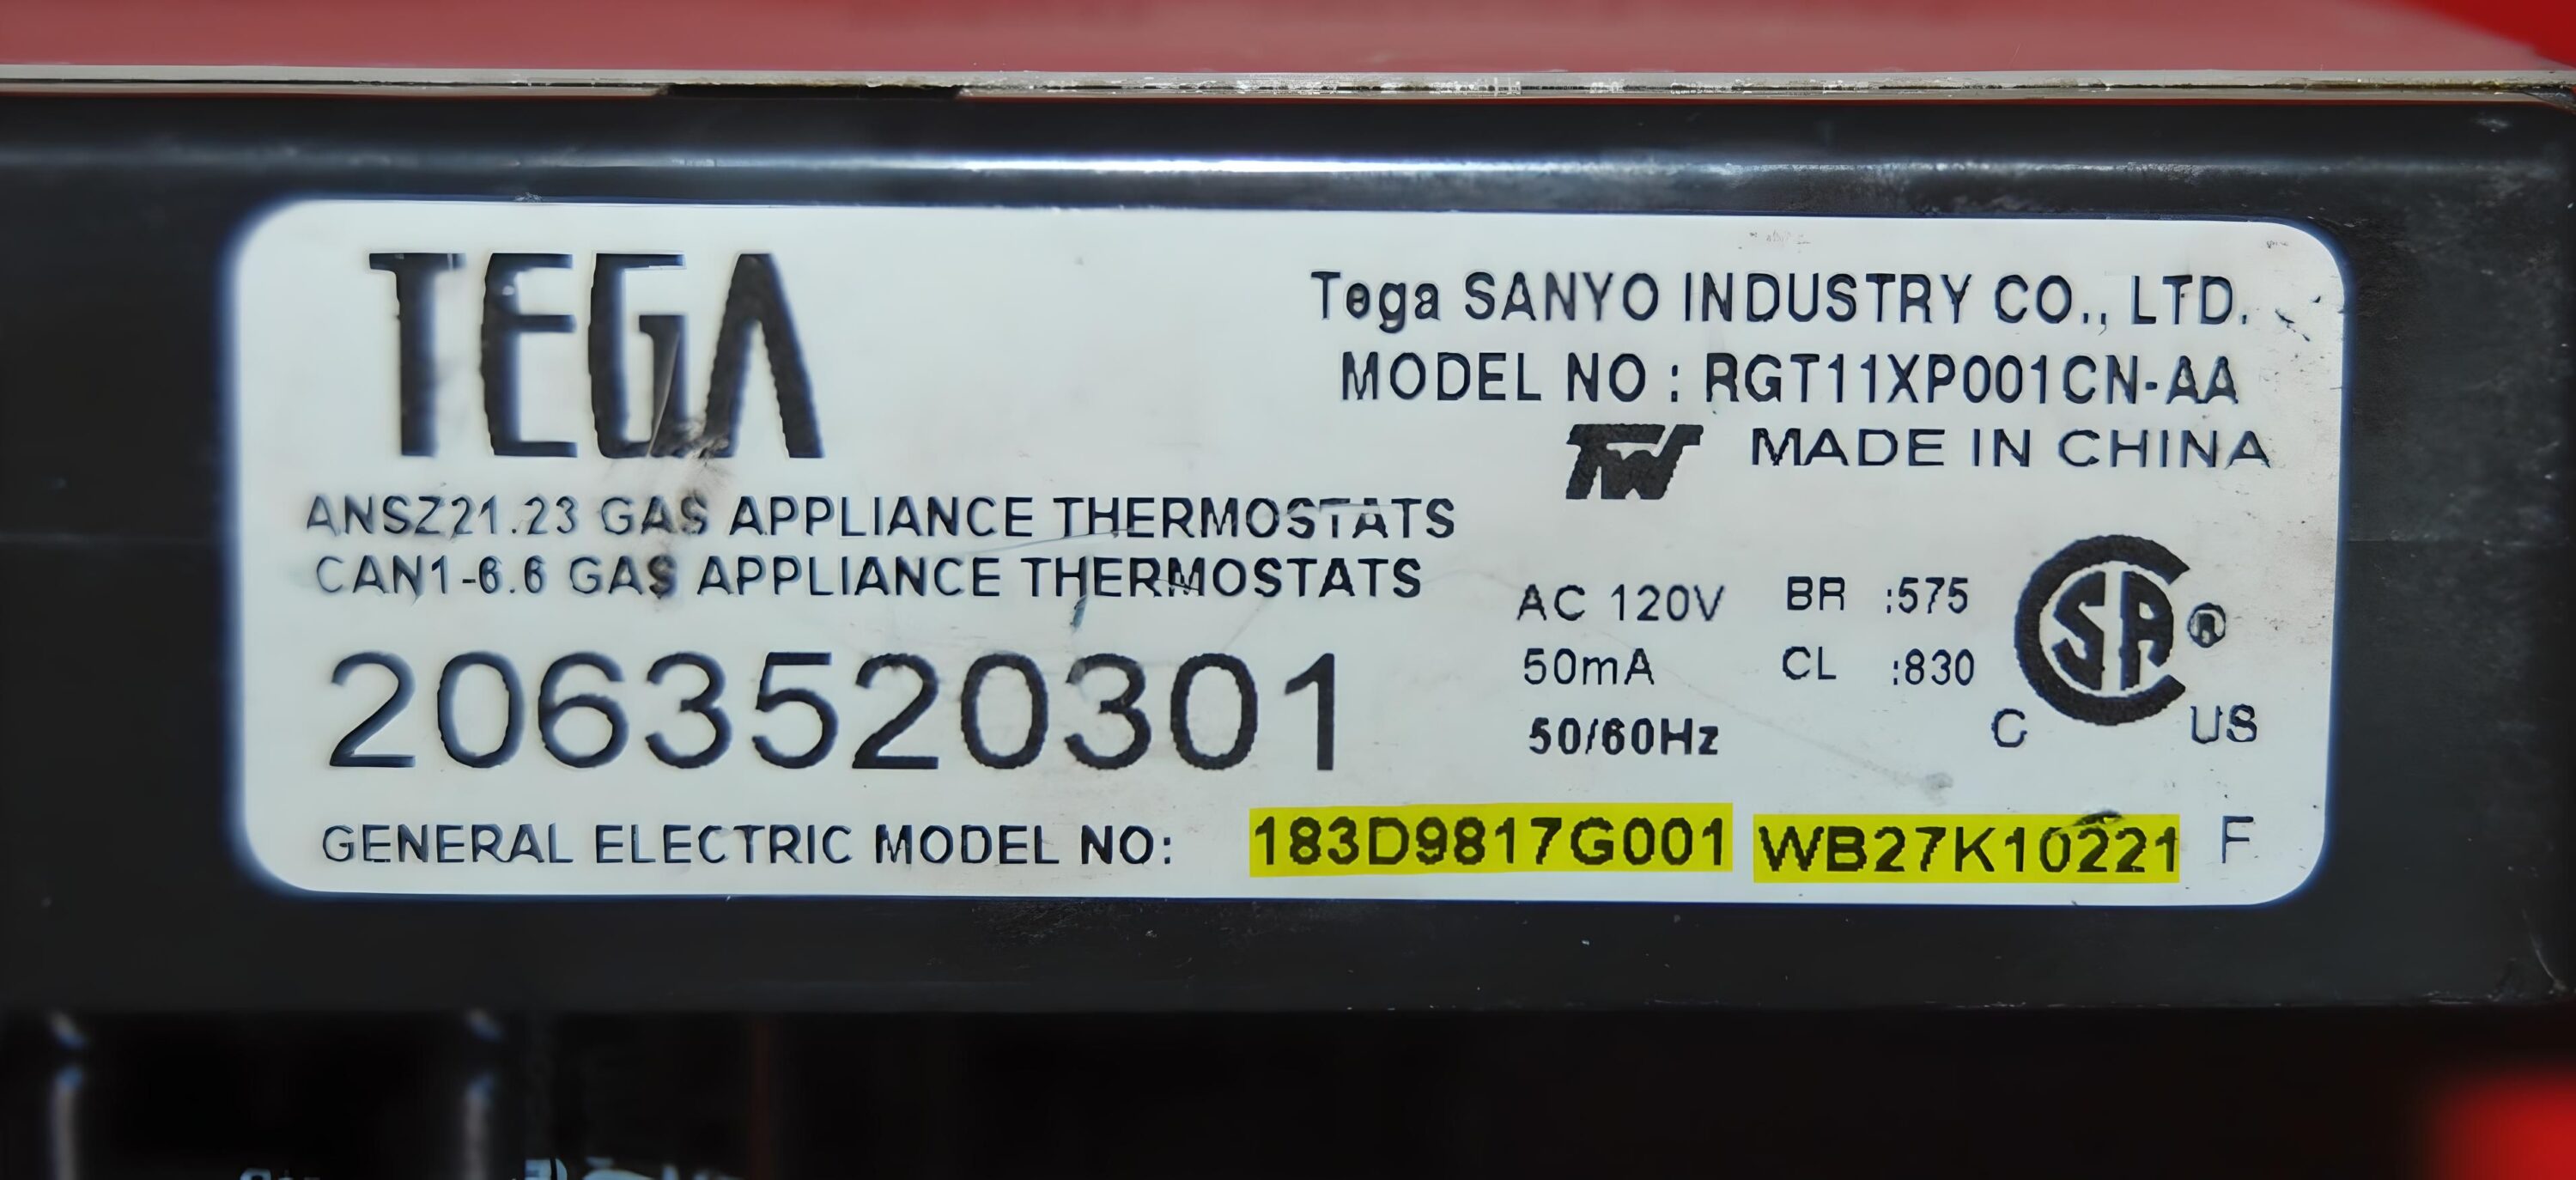 TEGA
Tega SANYO INDUSTRY CO., LTD.
MODEL NO : RGT11XP001CN-AA
MADE IN CHINA
ANSZ21.23 GAS APPLIANCE THERMOSTATS
CAN1-6.6 GAS APPLIANCE THERMOSTATS
AC 120V BR :575
50mA CL :830
50/60Hz
SA ®
C US
2063520301
GENERAL ELECTRIC MODEL NO: 183D9817G001 WB27K10221 F